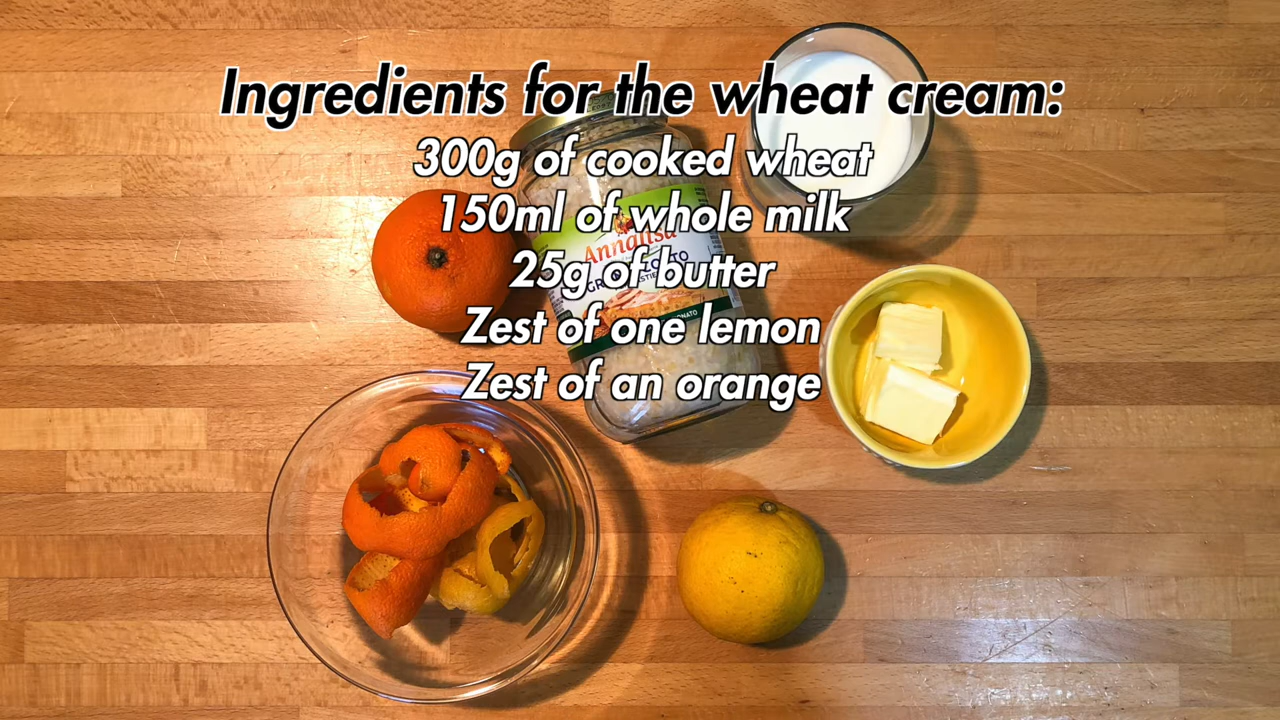 Ingredients for the wheat cream:
300g of cooked wheat
150ml of whole milk
25g of butter
Zest of one lemon
Zest of an orange
Annalisa